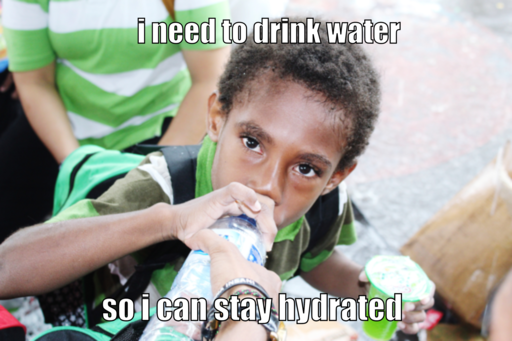 i need to drink water
so i can stay hydrated